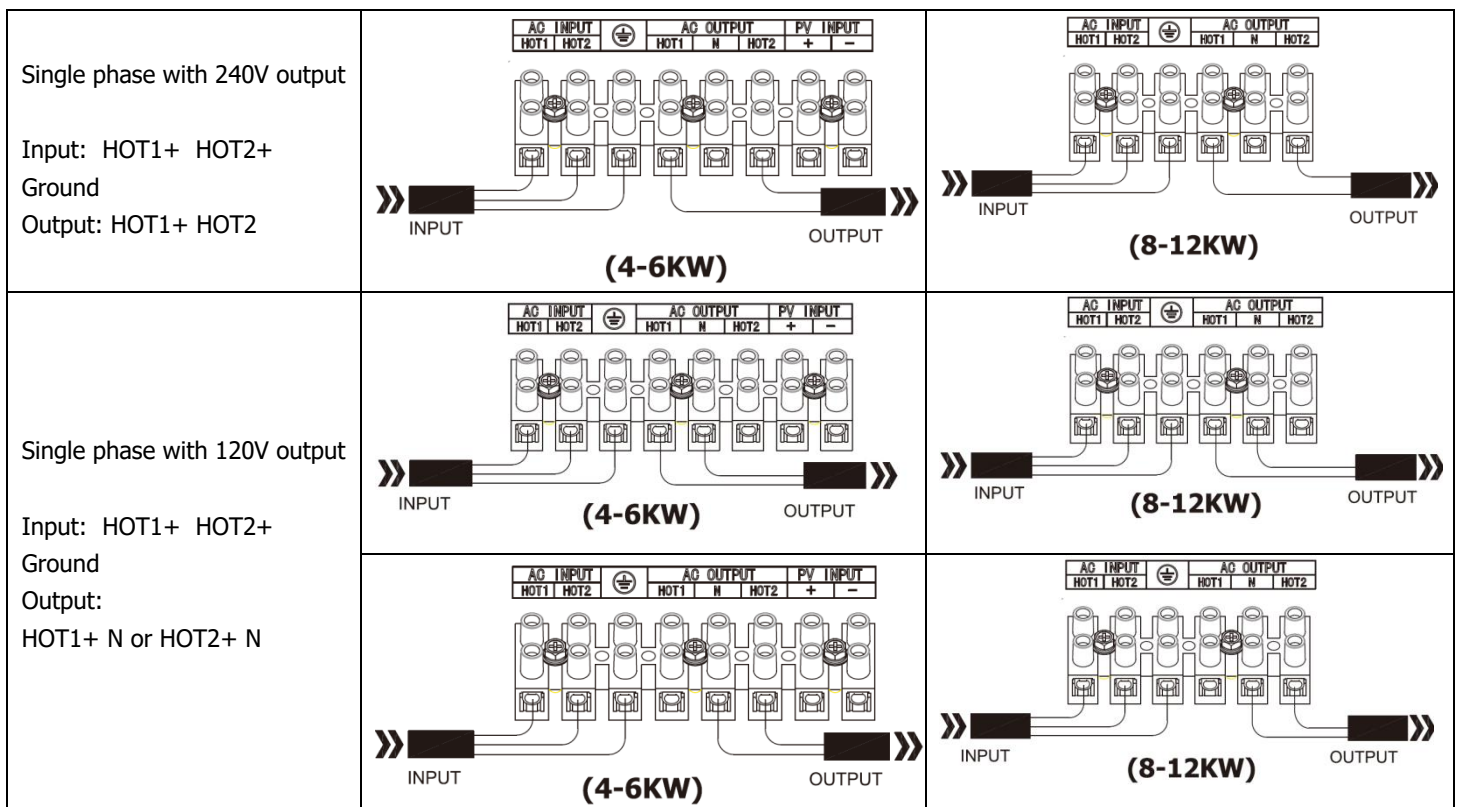 Single phase with 240V output
Input: HOT1+ HOT2+
Ground
Output: HOT1+ HOT2
AC INPUT AC OUTPUT PV INPUT
HOT1 HOT2 HOT1 N HOT2 + −
INPUT
OUTPUT
(4-6KW)
AC INPUT AC OUTPUT
HOT1 HOT2 HOT1 N HOT2
INPUT
OUTPUT
(8-12KW)
Single phase with 120V output
Input: HOT1+ HOT2+
Ground
Output:
HOT1+ N or HOT2+ N
AC INPUT AC OUTPUT PV INPUT
HOT1 HOT2 HOT1 N HOT2 + −
INPUT
OUTPUT
(4-6KW)
AC INPUT AC OUTPUT
HOT1 HOT2 HOT1 N HOT2
INPUT
OUTPUT
(8-12KW)
AC INPUT AC OUTPUT PV INPUT
HOT1 HOT2 HOT1 N HOT2 + −
INPUT
OUTPUT
(4-6KW)
AC INPUT AC OUTPUT
HOT1 HOT2 HOT1 N HOT2
INPUT
OUTPUT
(8-12KW)